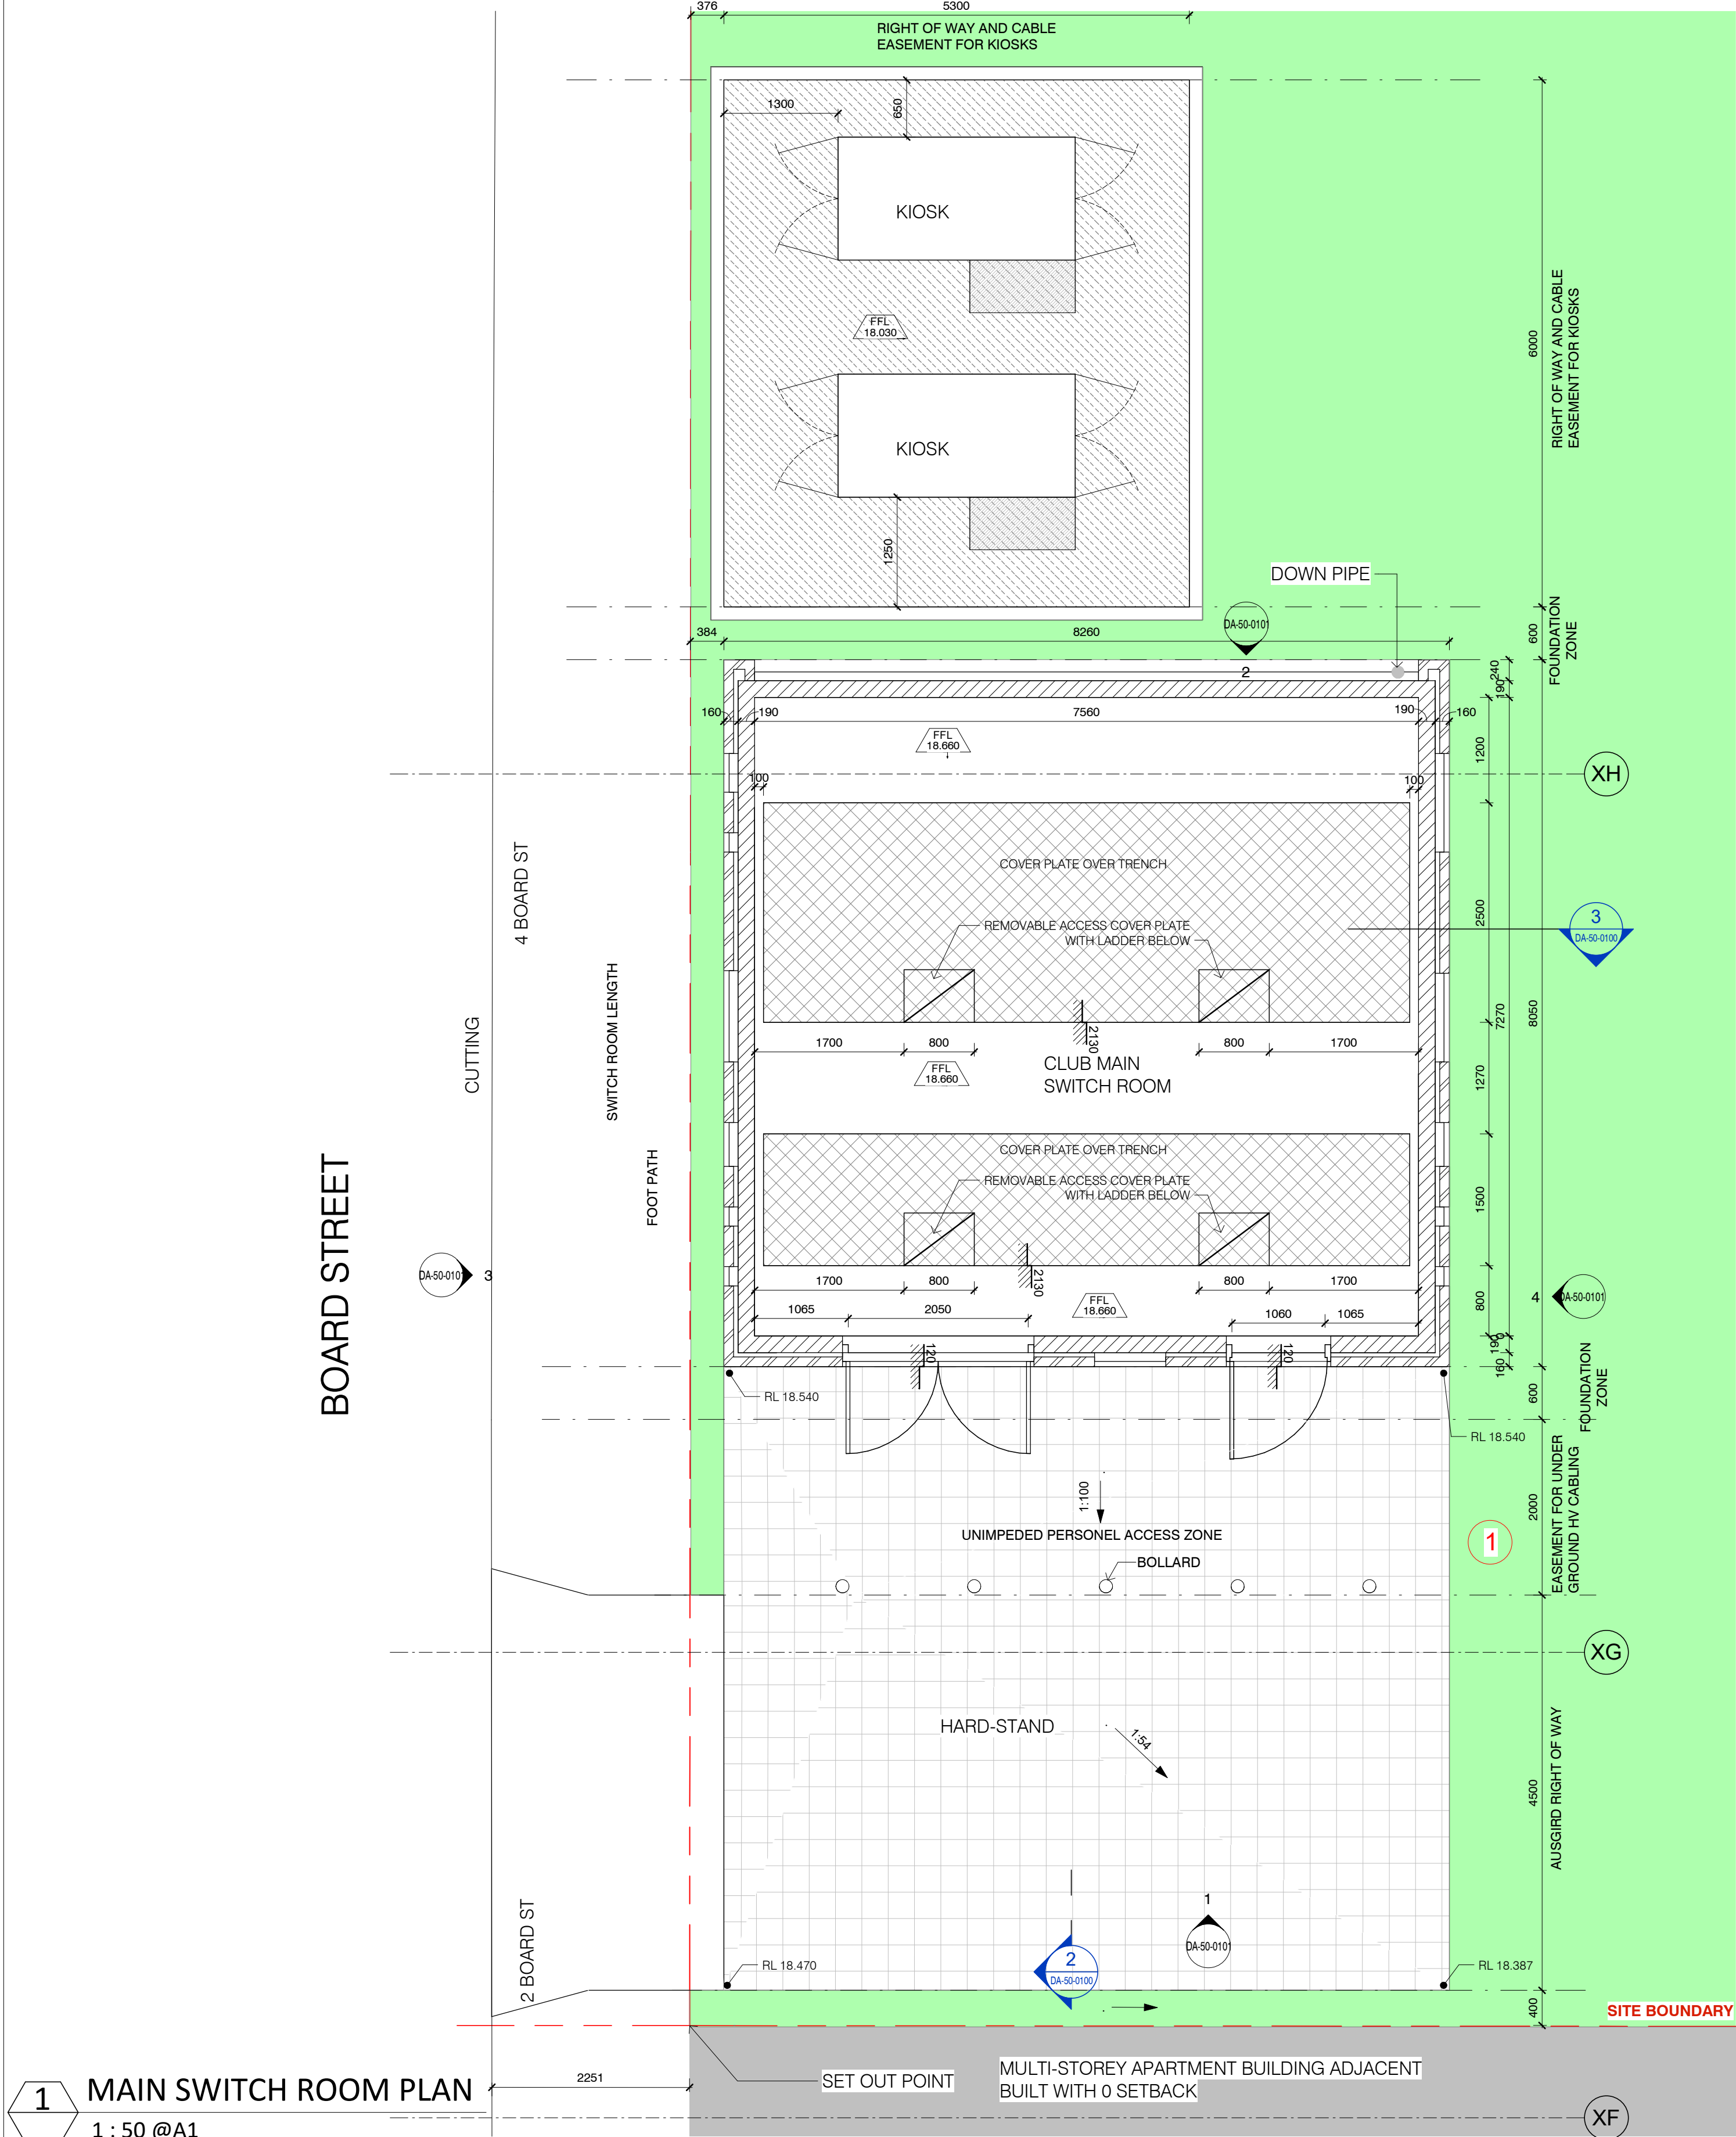 376
5300
RIGHT OF WAY AND CABLE
EASEMENT FOR KIOSKS
1300
650
KIOSK
FFL
18.030
KIOSK
1250
6000
RIGHT OF WAY AND CABLE
EASEMENT FOR KIOSKS
DOWN PIPE
DA-50-0101
2
384
8260
600
FOUNDATION
ZONE
240
190
160
190
7560
190
160
FFL
18.660
1200
XH
100
100
COVER PLATE OVER TRENCH
REMOVABLE ACCESS COVER PLATE
WITH LADDER BELOW
2500
3
DA-50-0100
4 BOARD ST
CUTTING
SWITCH ROOM LENGTH
FOOT PATH
BOARD STREET
7270
8050
2130
1700
800
800
1700
FFL
18.660
CLUB MAIN
SWITCH ROOM
1270
COVER PLATE OVER TRENCH
REMOVABLE ACCESS COVER PLATE
WITH LADDER BELOW
1500
DA-50-0101
3
2130
1700
800
800
1700
FFL
18.660
800
4
DA-50-0101
1065
2050
1060
1065
120
120
190
160
RL 18.540
RL 18.540
600
FOUNDATION
ZONE
1:100
UNIMPEDED PERSONEL ACCESS ZONE
BOLLARD
2000
EASEMENT FOR UNDER
GROUND HV CABLING
1
XG
HARD-STAND
1:54
4500
AUSGIRD RIGHT OF WAY
2 BOARD ST
1
DA-50-0101
2
DA-50-0100
RL 18.470
RL 18.387
400
SITE BOUNDARY
2251
SET OUT POINT
MULTI-STOREY APARTMENT BUILDING ADJACENT
BUILT WITH 0 SETBACK
XF
1
MAIN SWITCH ROOM PLAN
1 : 50 @A1